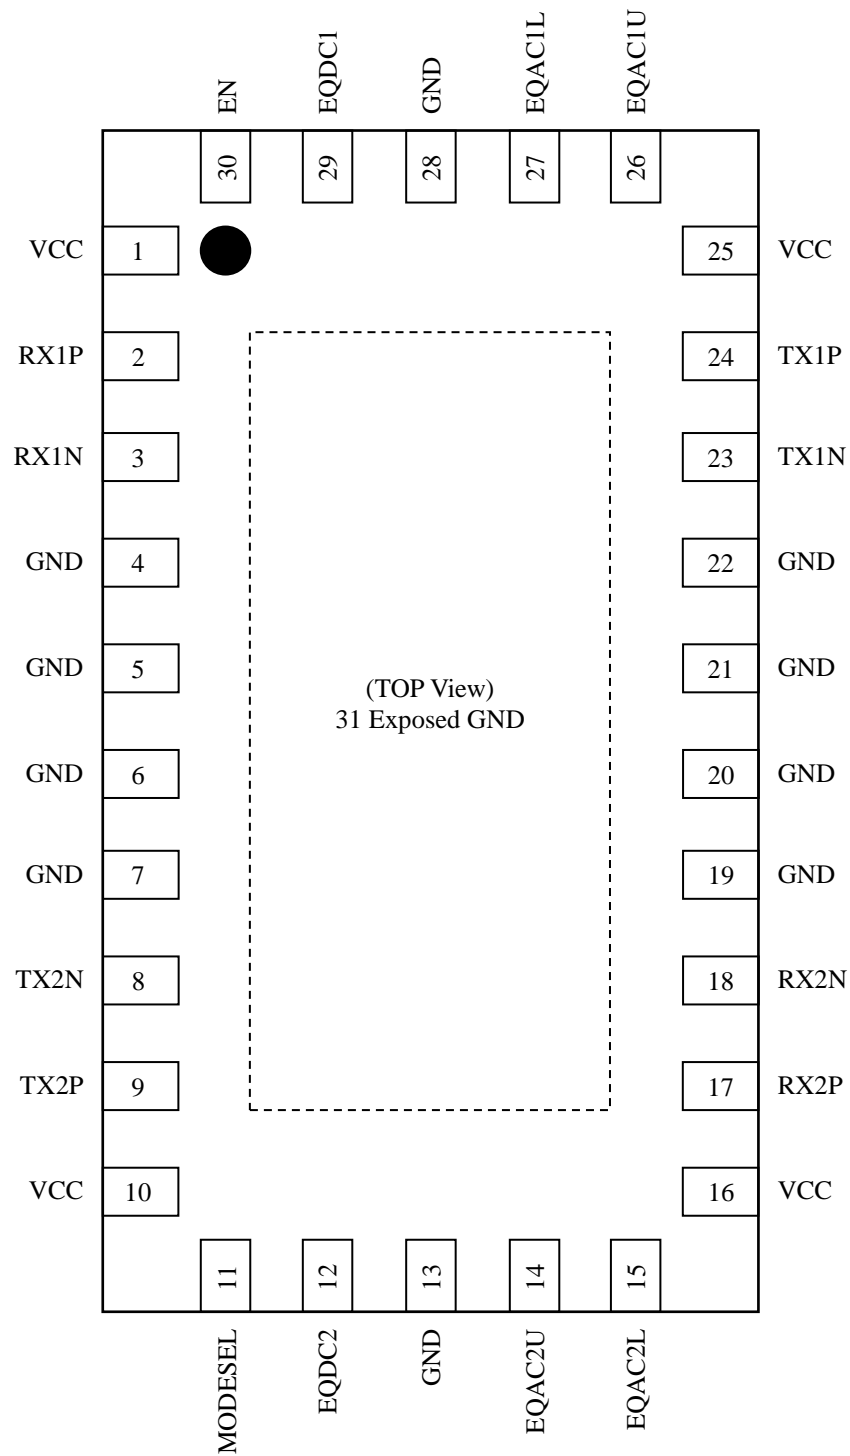 EN
EQDC1
GND
EQAC1L
EQAC1U
30
29
28
27
26
VCC 1
25 VCC
RX1P 2
24 TX1P
RX1N 3
23 TX1N
GND 4
22 GND
GND 5
21 GND
(TOP View)
31 Exposed GND
GND 6
20 GND
GND 7
19 GND
TX2N 8
18 RX2N
TX2P 9
17 RX2P
VCC 10
16 VCC
11
12
13
14
15
MODESEL
EQDC2
GND
EQAC2U
EQAC2L